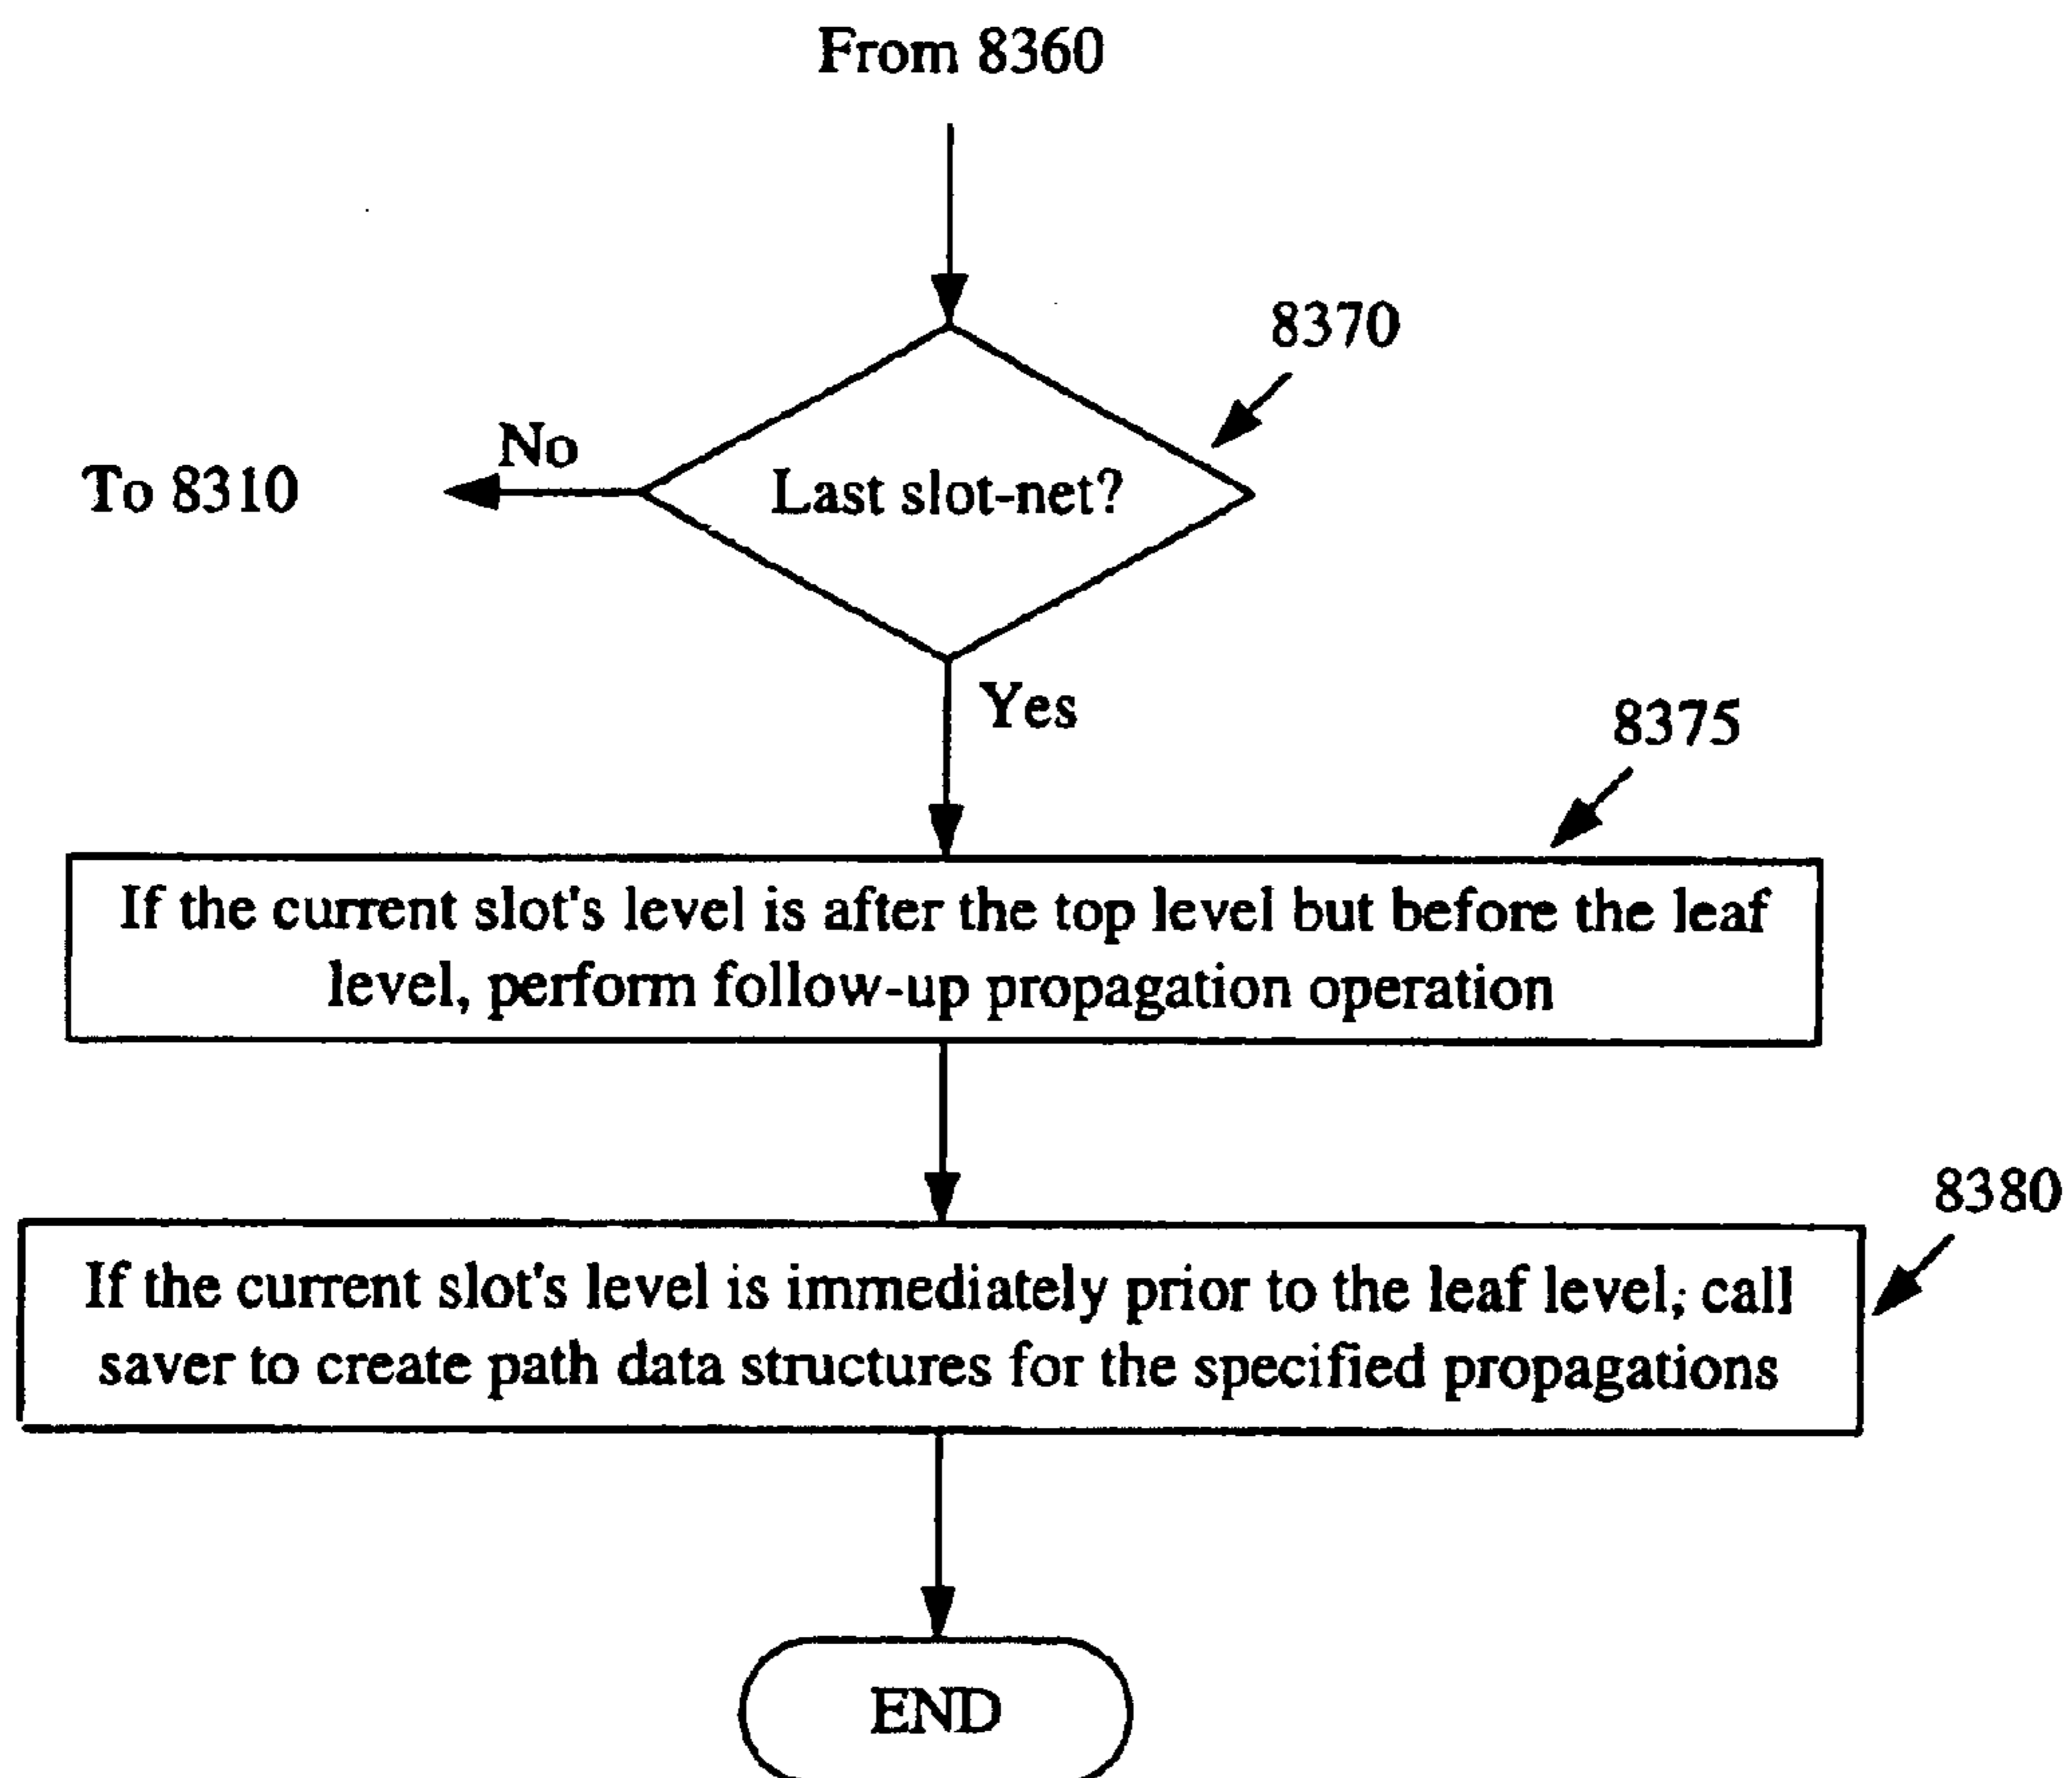 From 8360
8370
No
To 8310
Last slot-net?
Yes
8375
If the current slot's level is after the top level but before the leaf
level, perform follow-up propagation operation
8380
If the current slot's level is immediately prior to the leaf level, call
saver to create path data structures for the specified propagations
END